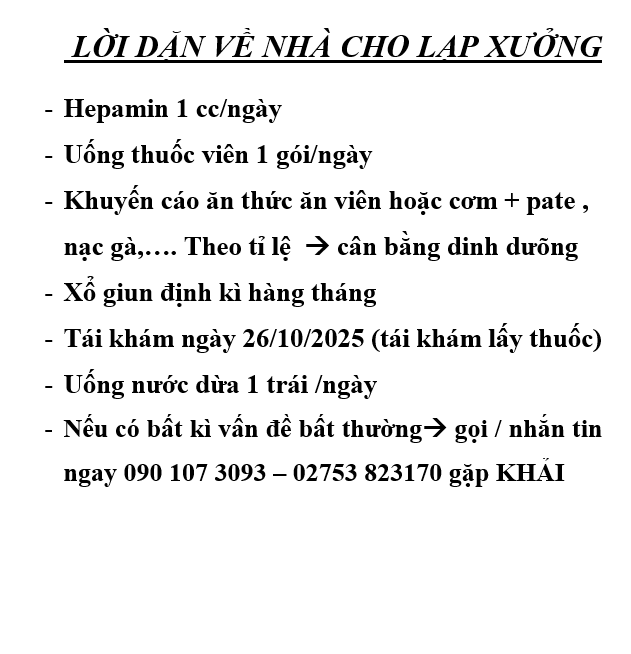 LỜI DẶN VỀ NHÀ CHO LẠP XƯỞNG
- Hepamin 1 cc/ngày
- Uống thuốc viên 1 gói/ngày
- Khuyến cáo ăn thức ăn viên hoặc cơm + pate ,
nạc gà,…. Theo tỉ lệ → cân bằng dinh dưỡng
- Xổ giun định kì hàng tháng
- Tái khám ngày 26/10/2025 (tái khám lấy thuốc)
- Uống nước dừa 1 trái /ngày
- Nếu có bất kì vấn đề bất thường→ gọi / nhắn tin
ngay 090 107 3093 – 02753 823170 gặp KHẢI